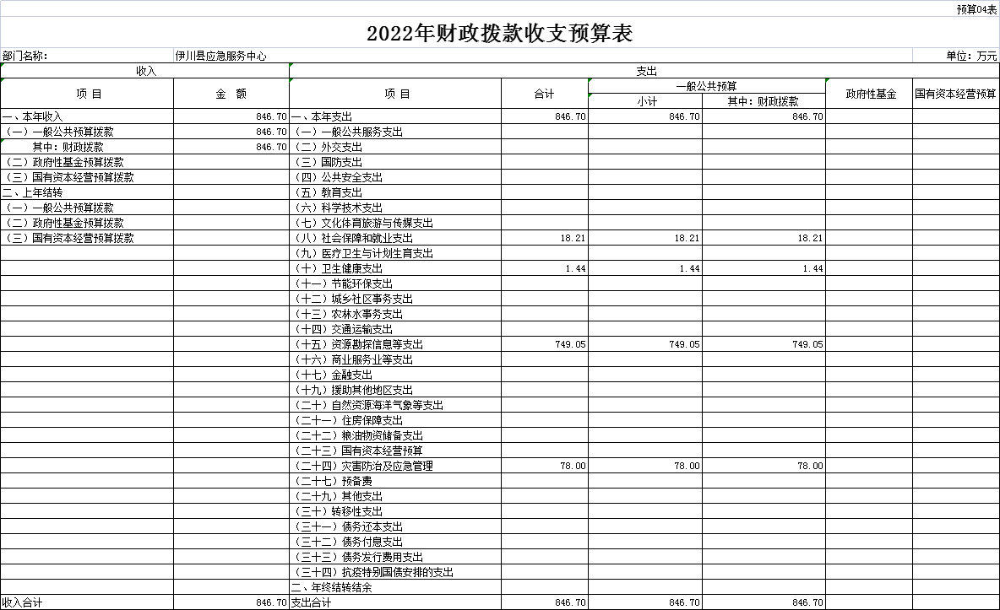 预算04表
2022年财政拨款收支预算表
部门名称： 伊川县应急服务中心 单位：万元
收入 支出
项 目 金 额 项 目 合计 一般公共预算 政府性基金 国有资本经营预算
小计 其中：财政拨款
一、本年收入 846.70 一、本年支出 846.70 846.70 846.70
（一）一般公共预算拨款 846.70 （一）一般公共服务支出
其中：财政拨款 846.70 （二）外交支出
（二）政府性基金预算拨款 （三）国防支出
（三）国有资本经营预算拨款 （四）公共安全支出
二、上年结转 （五）教育支出
（一）一般公共预算拨款 （六）科学技术支出
（二）政府性基金预算拨款 （七）文化体育旅游与传媒支出
（三）国有资本经营预算拨款 （八）社会保障和就业支出 18.21 18.21 18.21
（九）医疗卫生与计划生育支出
（十）卫生健康支出 1.44 1.44 1.44
（十一）节能环保支出
（十二）城乡社区事务支出
（十三）农林水事务支出
（十四）交通运输支出
（十五）资源勘探信息等支出 749.05 749.05 749.05
（十六）商业服务业等支出
（十七）金融支出
（十九）援助其他地区支出
（二十）自然资源海洋气象等支出
（二十一）住房保障支出
（二十二）粮油物资储备支出
（二十三）国有资本经营预算
（二十四）灾害防治及应急管理 78.00 78.00 78.00
（二十七）预备费
（二十九）其他支出
（三十）转移性支出
（三十一）债务还本支出
（三十二）债务付息支出
（三十三）债务发行费用支出
（三十四）抗疫特别国债安排的支出
二、年终结转结余
收入合计 846.70 支出合计 846.70 846.70 846.70